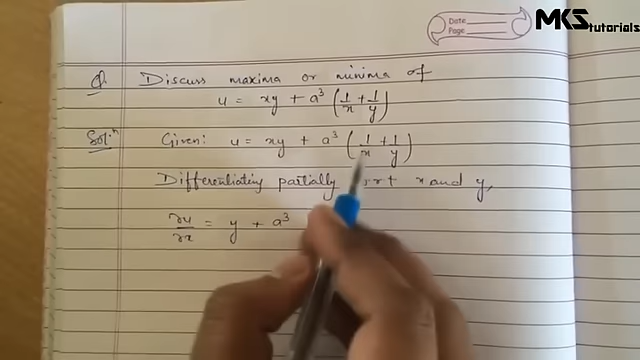 Date
Page
MKS tutorials
Q. Discuss maxima or minima of
u = xy + a³ (1/x + 1/y)
Solⁿ Given: u = xy + a³ (1/x + 1/y)
Differentiating partially w.r.t x and y,
∂u/∂x = y + a³